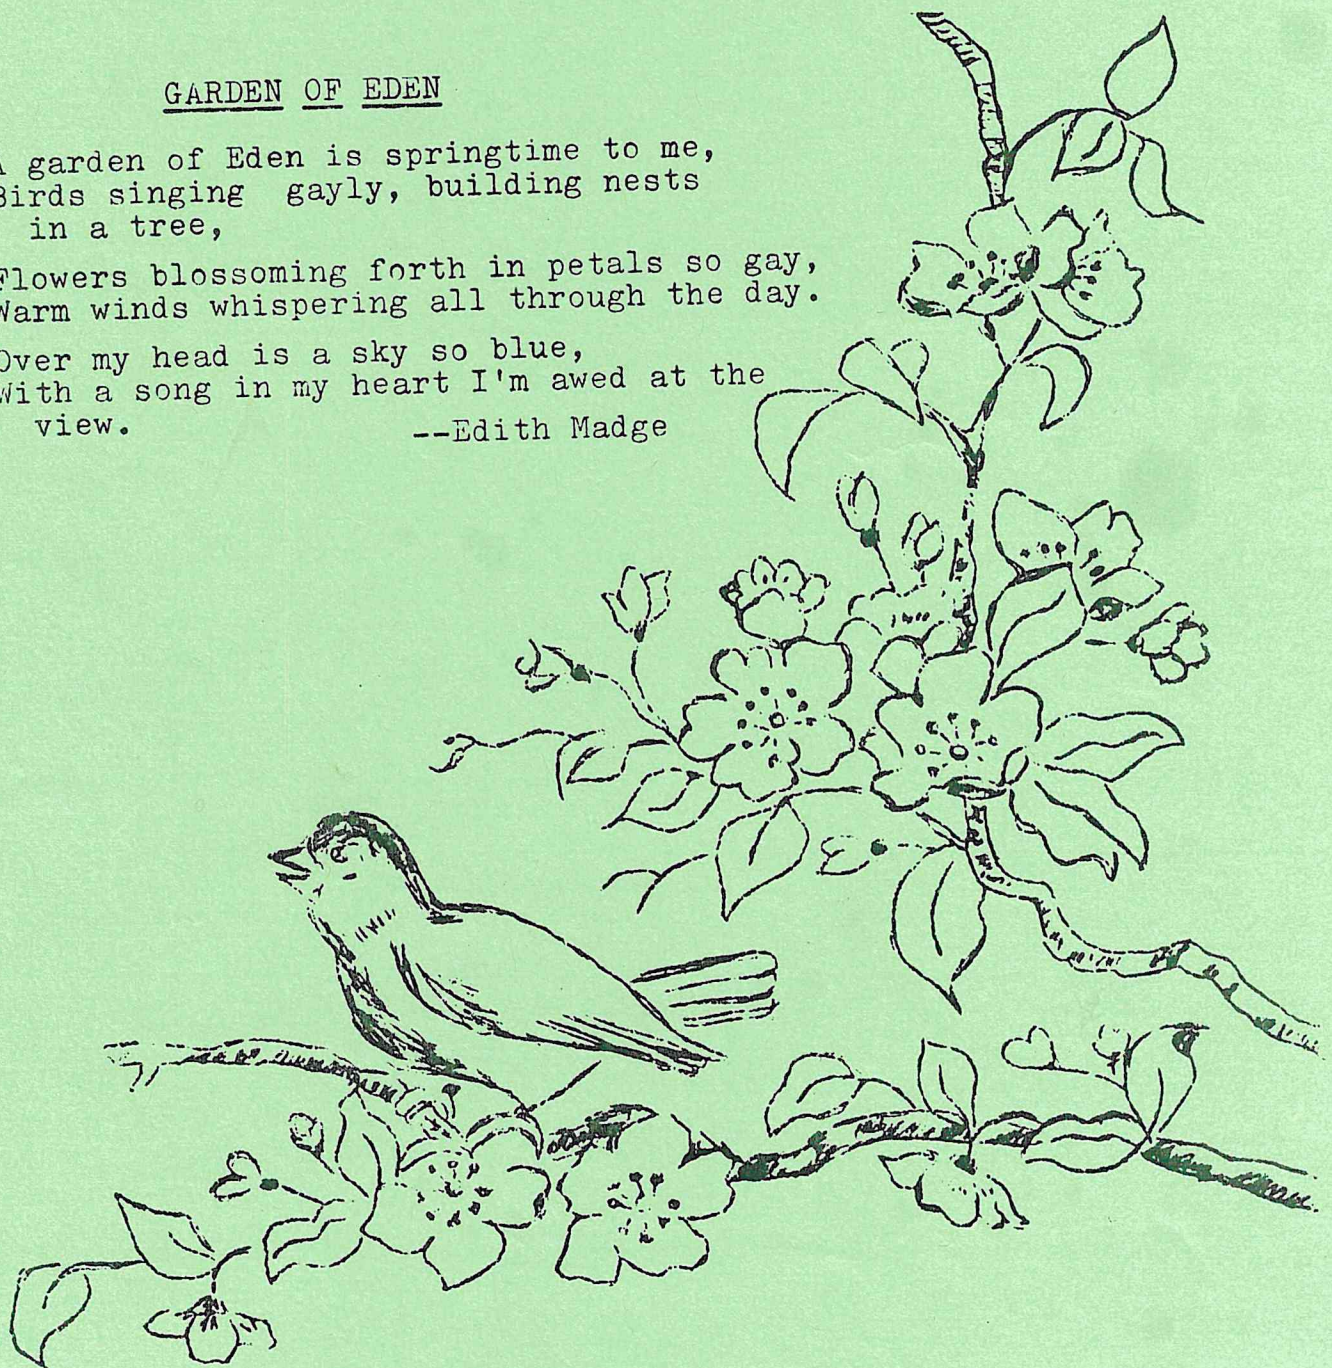 GARDEN OF EDEN
A garden of Eden is springtime to me,
Birds singing gayly, building nests
in a tree,
Flowers blossoming forth in petals so gay,
Warm winds whispering all through the day.
Over my head is a sky so blue,
With a song in my heart I'm awed at the
view.
--Edith Madge